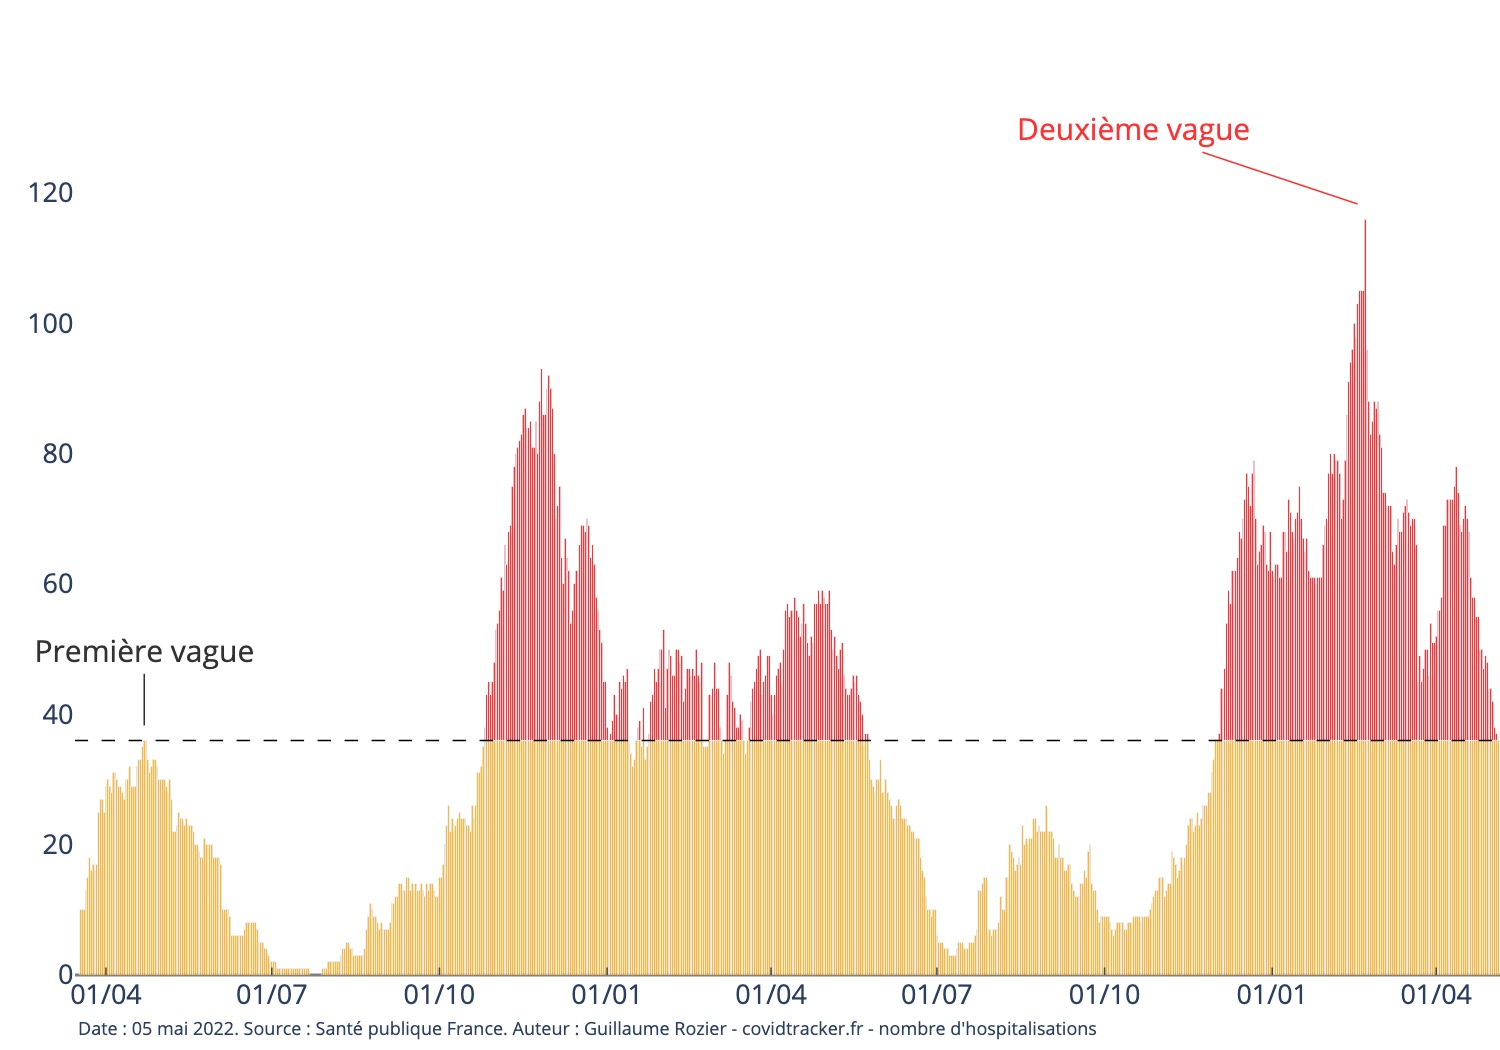 Deuxième vague
120
100
80
60
Première vague
40
20
0
01/04 01/07 01/10 01/01 01/04 01/07 01/10 01/01 01/04
Date : 05 mai 2022. Source : Santé publique France. Auteur : Guillaume Rozier - covidtracker.fr - nombre d'hospitalisations